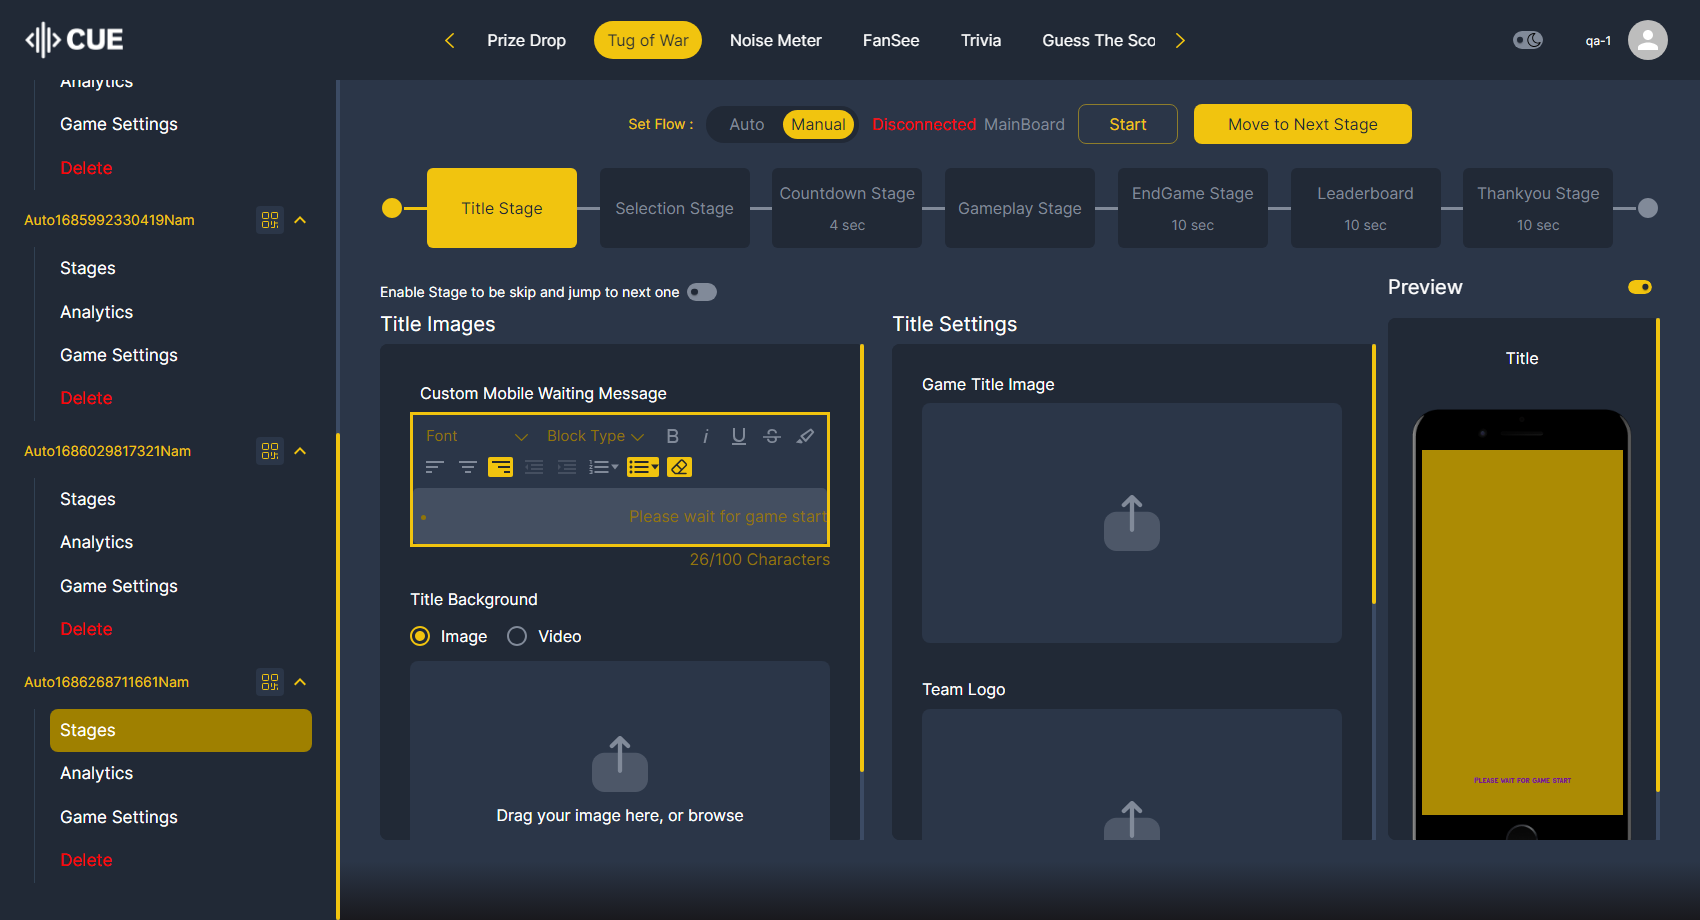 CUE
Prize Drop
Tug of War
Noise Meter
FanSee
Trivia
Guess The Sco
qa-1
Analytics
Game Settings
Delete
Auto1685992330419Nam
Stages
Analytics
Game Settings
Delete
Auto1686029817321Nam
Stages
Analytics
Game Settings
Delete
Auto1686268711661Nam
Stages
Analytics
Game Settings
Delete
Set Flow :
Auto
Manual
Disconnected MainBoard
Start
Move to Next Stage
Title Stage
Selection Stage
Countdown Stage
4 sec
Gameplay Stage
EndGame Stage
10 sec
Leaderboard
10 sec
Thankyou Stage
10 sec
Enable Stage to be skip and jump to next one
Title Images
Custom Mobile Waiting Message
Font
Block Type
B
i
U
S
• Please wait for game start
26/100 Characters
Title Background
Image
Video
Drag your image here, or browse
Title Settings
Game Title Image
Team Logo
Preview
Title
Please wait for game start